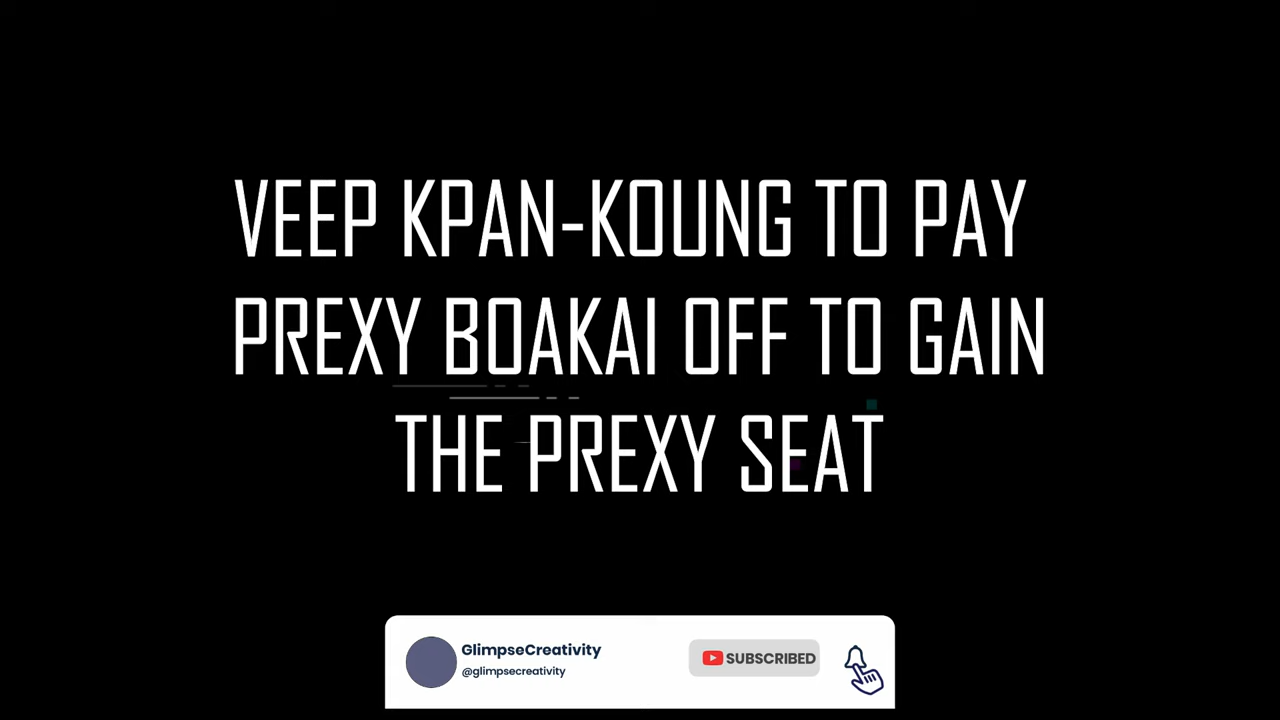 VEEP KPAN-KOUNG TO PAY
PREXY BOAKAI OFF TO GAIN
THE PREXY SEAT
GlimpseCreativity
@glimpsecreativity
SUBSCRIBED